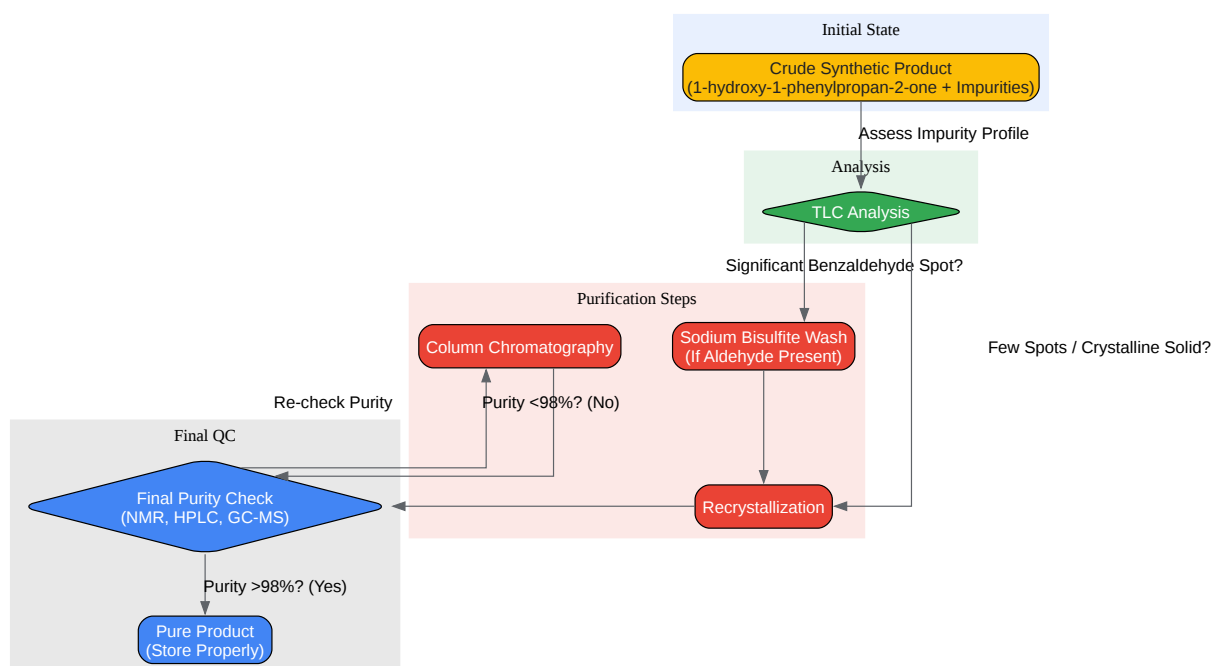 Initial State
Crude Synthetic Product
(1-hydroxy-1-phenylpropan-2-one + Impurities)
Assess Impurity Profile
Analysis
TLC Analysis
Significant Benzaldehyde Spot?
Purification Steps
Column Chromatography
Sodium Bisulfite Wash
(If Aldehyde Present)
Few Spots / Crystalline Solid?
Re-check Purity
Purity <98%? (No)
Final QC
Final Purity Check
(NMR, HPLC, GC-MS)
Recrystallization
Purity >98%? (Yes)
Pure Product
(Store Properly)